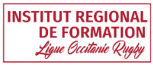 INSTITUT REGIONAL
DE FORMATION
Ligue Occitanie Rugby